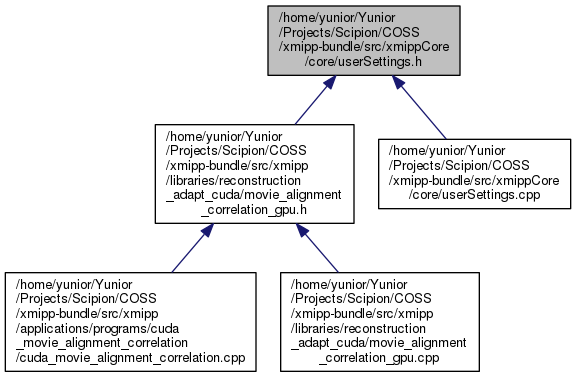 /home/yunior/Yunior
/Projects/Scipion/COSS
/xmipp-bundle/src/xmippCore
/core/userSettings.h
/home/yunior/Yunior
/Projects/Scipion/COSS
/xmipp-bundle/src/xmipp
/libraries/reconstruction
_adapt_cuda/movie_alignment
_correlation_gpu.h
/home/yunior/Yunior
/Projects/Scipion/COSS
/xmipp-bundle/src/xmippCore
/core/userSettings.cpp
/home/yunior/Yunior
/Projects/Scipion/COSS
/xmipp-bundle/src/xmipp
/applications/programs/cuda
_movie_alignment_correlation
/cuda_movie_alignment_correlation.cpp
/home/yunior/Yunior
/Projects/Scipion/COSS
/xmipp-bundle/src/xmipp
/libraries/reconstruction
_adapt_cuda/movie_alignment
_correlation_gpu.cpp